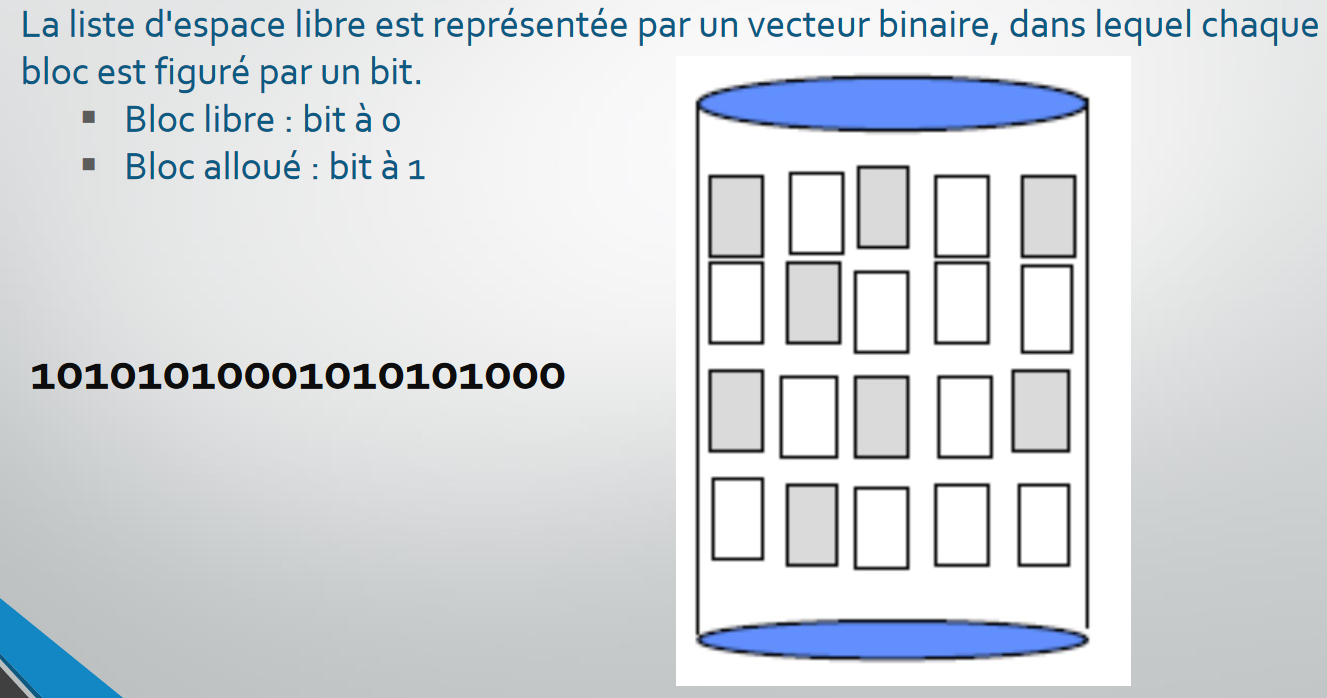 La liste d'espace libre est représentée par un vecteur binaire, dans lequel chaque
bloc est figuré par un bit.
▪ Bloc libre : bit à 0
▪ Bloc alloué : bit à 1
10101010001010101000